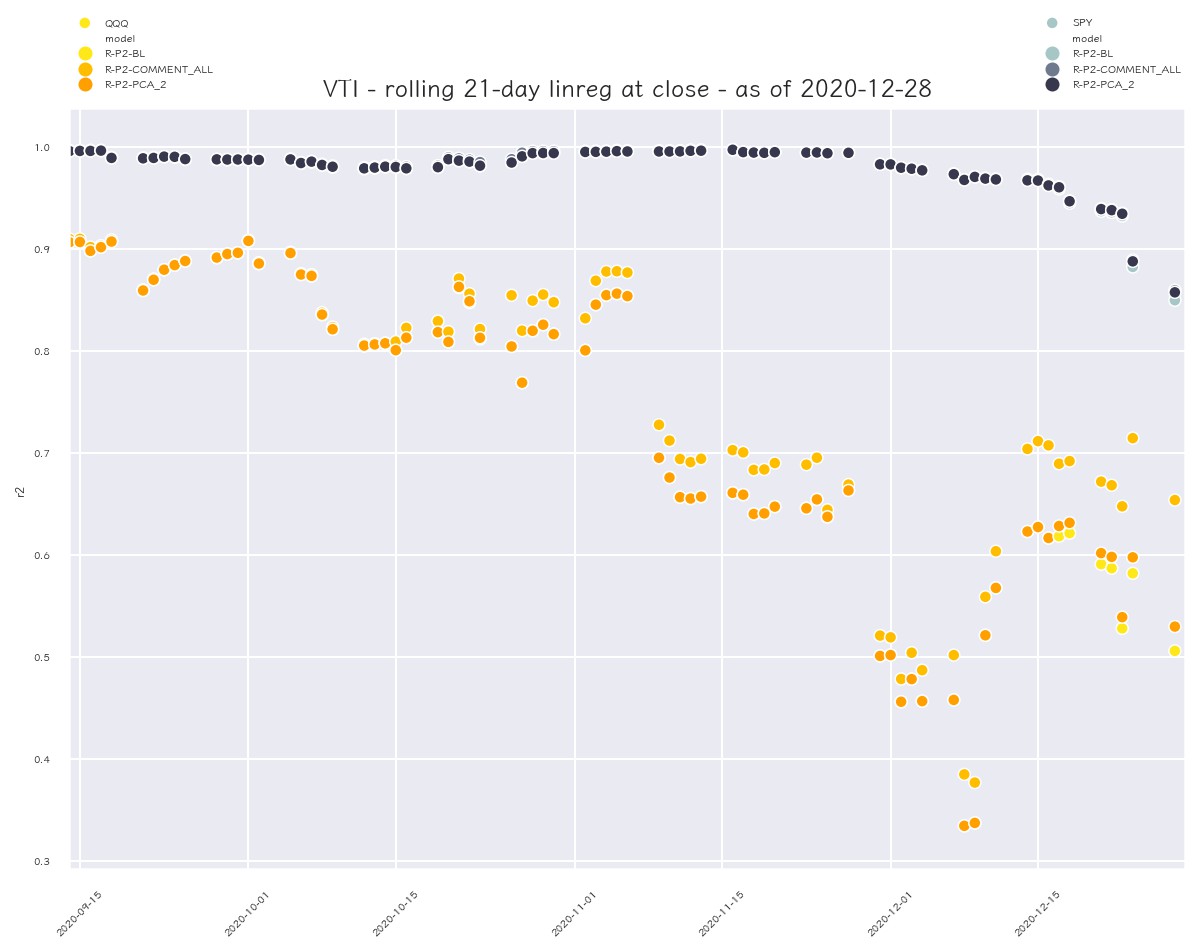 QQQ
model
R-P2-BL
R-P2-COMMENT_ALL
R-P2-PCA_2
SPY
model
R-P2-BL
R-P2-COMMENT_ALL
R-P2-PCA_2
VTI - rolling 21-day linreg at close - as of 2020-12-28
r2
1.0
0.9
0.8
0.7
0.6
0.5
0.4
0.3
2020-09-15
2020-10-01
2020-10-15
2020-11-01
2020-11-15
2020-12-01
2020-12-15